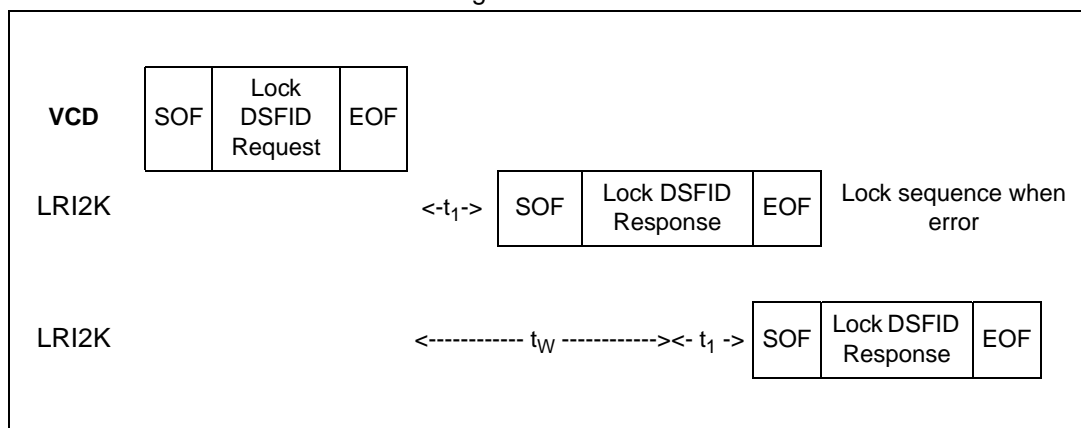 VCD
SOF
Lock
DSFID
Request
EOF
LRI2K
<-t1->
SOF
Lock DSFID
Response
EOF
Lock sequence when
error
LRI2K
<------------ tW ------------><- t1 ->
SOF
Lock DSFID
Response
EOF